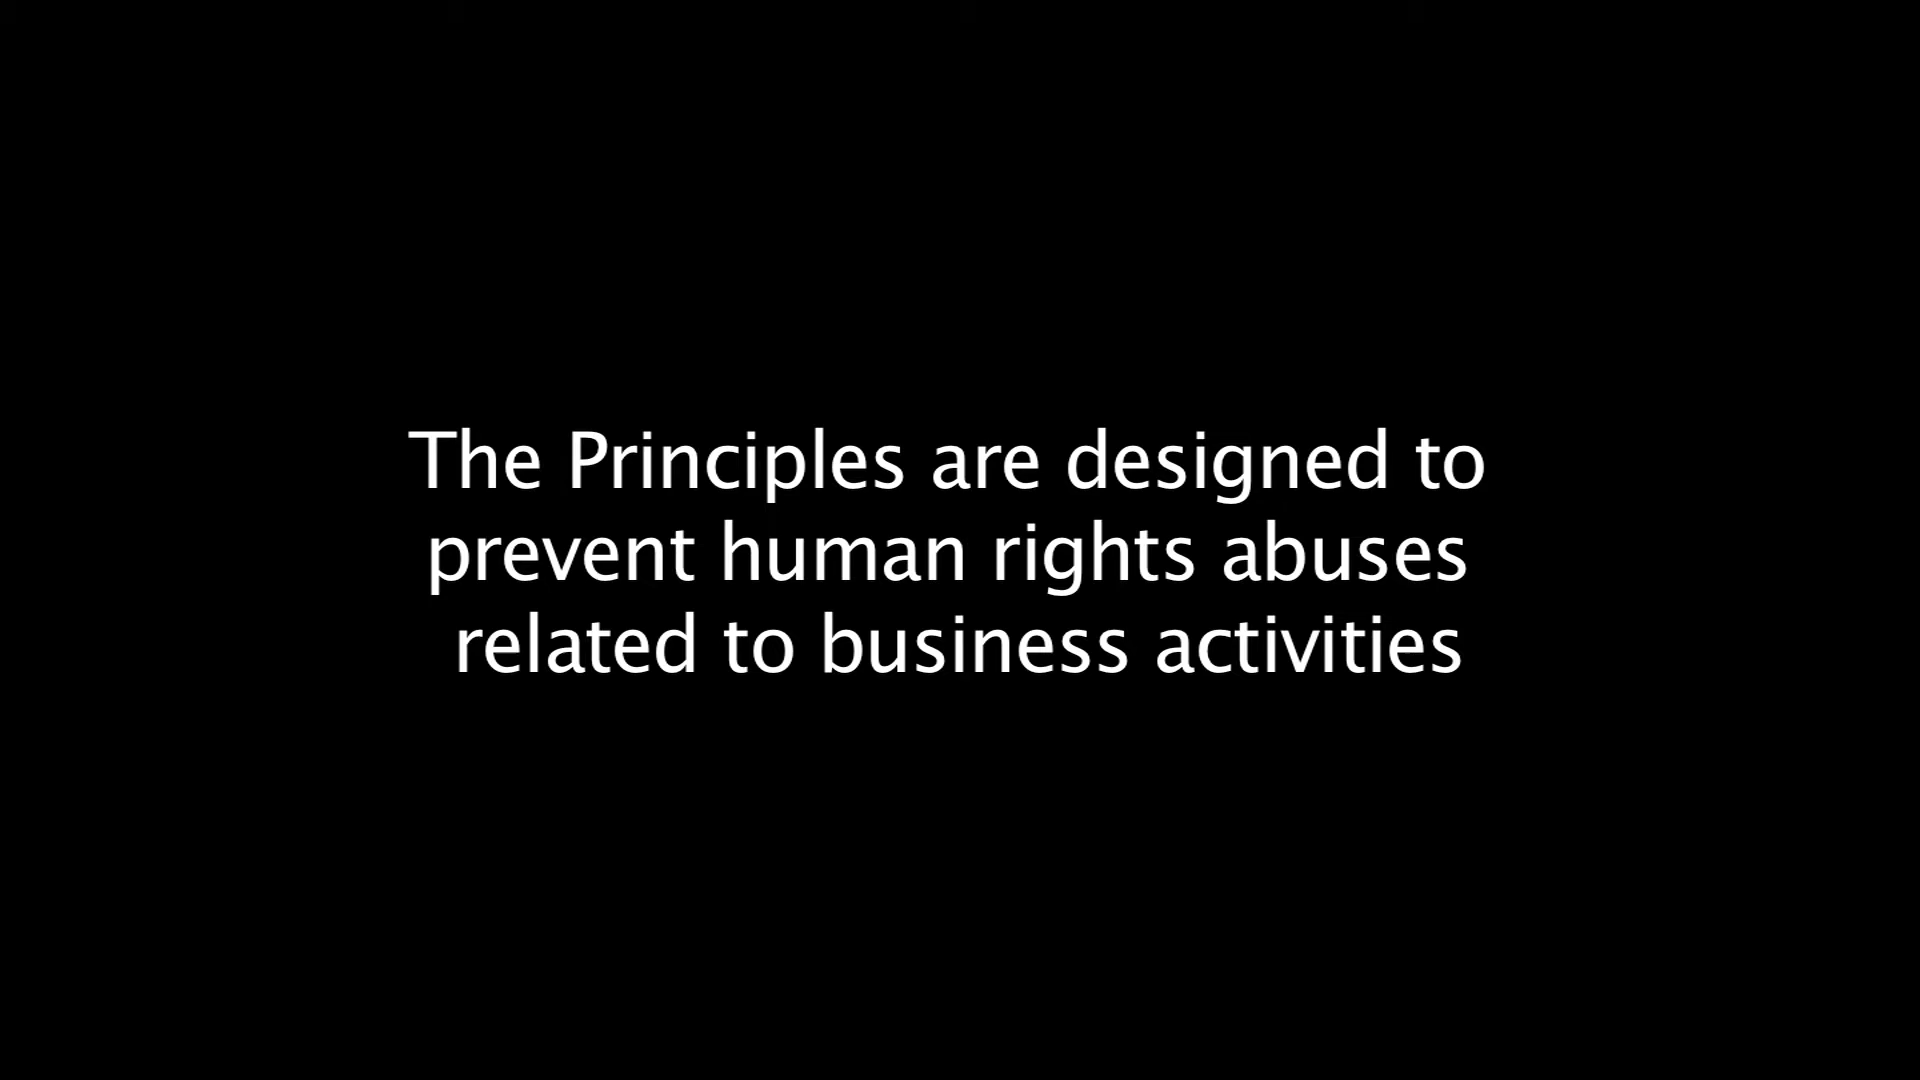 The Principles are designed to
prevent human rights abuses
related to business activities